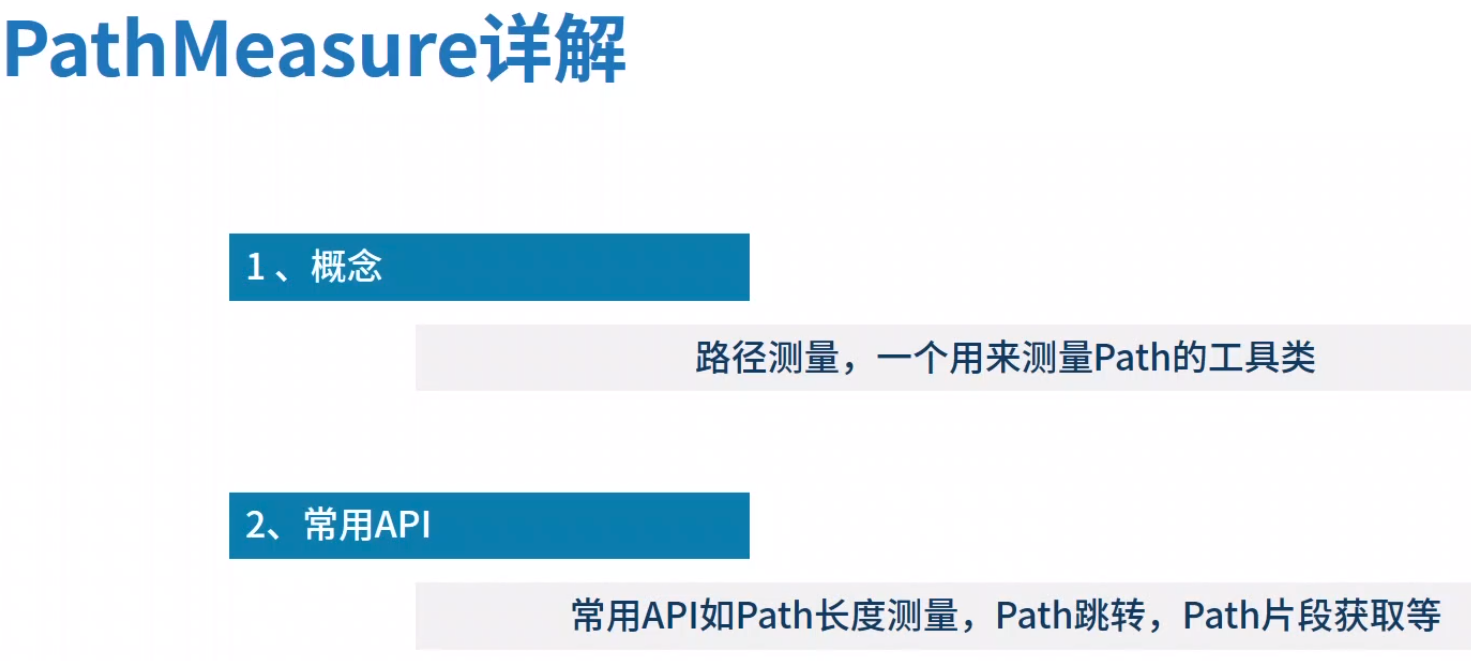 PathMeasure详解
1、概念
路径测量，一个用来测量Path的工具类
2、常用API
常用API如Path长度测量，Path跳转，Path片段获取等